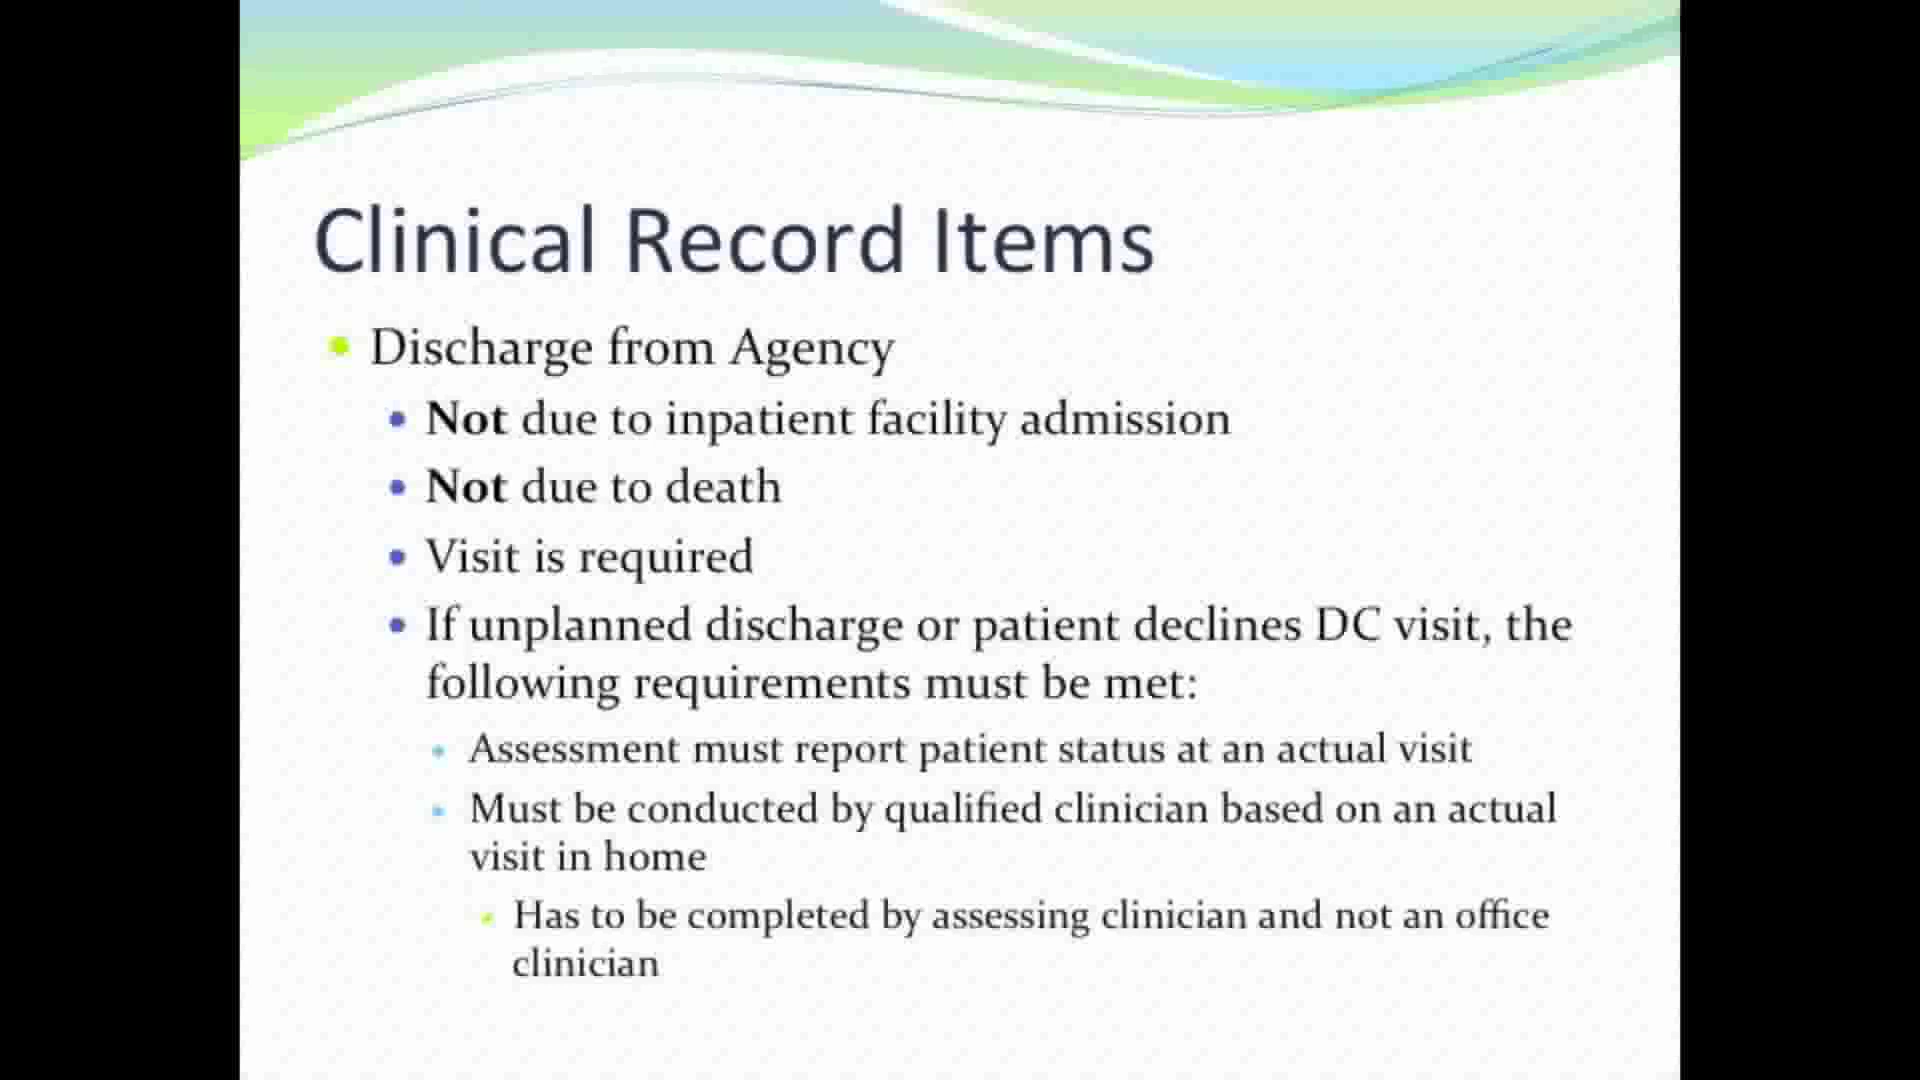 Clinical Record Items
Discharge from Agency
Not due to inpatient facility admission
Not due to death
Visit is required
If unplanned discharge or patient declines DC visit, the
following requirements must be met:
Assessment must report patient status at an actual visit
Must be conducted by qualified clinician based on an actual
visit in home
Has to be completed by assessing clinician and not an office
clinician